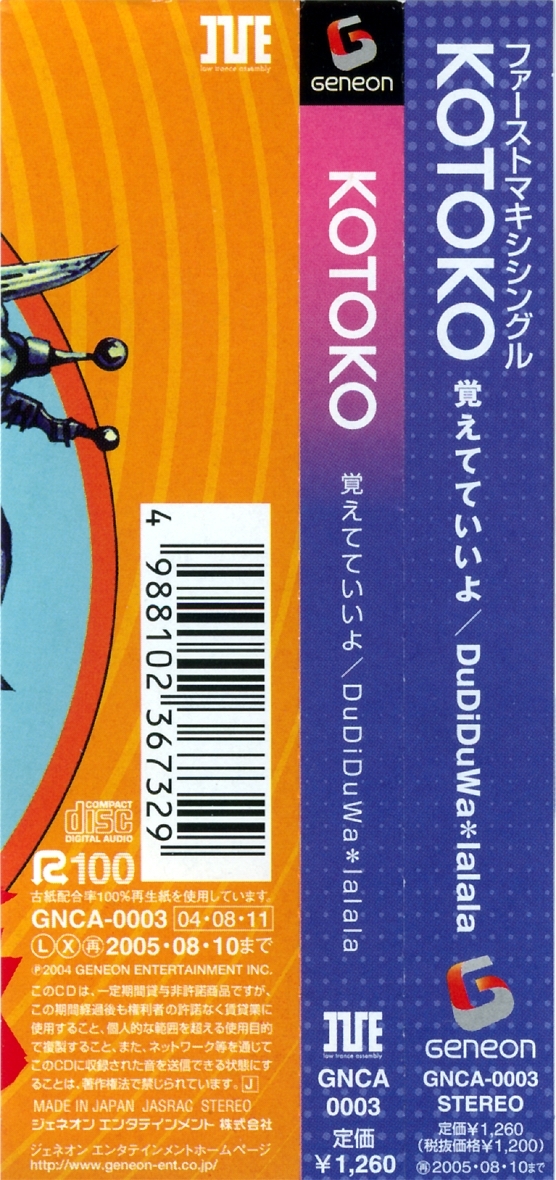 ファーストマキシシングル
KOTOKO
覚えてていいよ／DuDiDuWa*lalala
Geneon
GNCA-0003
STEREO
定価¥1,260
(税抜価格¥1,200)
再2005・08・10まで
Geneon
KOTOKO
覚えてていいよ／DuDiDuWa*lalala
low trance assembly
GNCA
0003
定価
¥1,260
low trance assembly
4 988102 367329
COMPACT
disc
DIGITAL AUDIO
R100
古紙配合率100%再生紙を使用しています。
GNCA-0003 04・08・11
L X 再 2005・08・10まで
℗2004 GENEON ENTERTAINMENT INC.
このCDは、一定期間貸与非許諾商品ですが、
この期間経過後も権利者の許諾なく賃貸業に
使用すること、個人的な範囲を超える使用目的
で複製すること、また、ネットワーク等を通じて
このCDに収録された音を送信できる状態にす
ることは、著作権法で禁じられています。 J
MADE IN JAPAN JASRAC STEREO
ジェネオン エンタテインメント 株式会社
ジェネオン エンタテインメントホームページ
http://www.geneon-ent.co.jp/